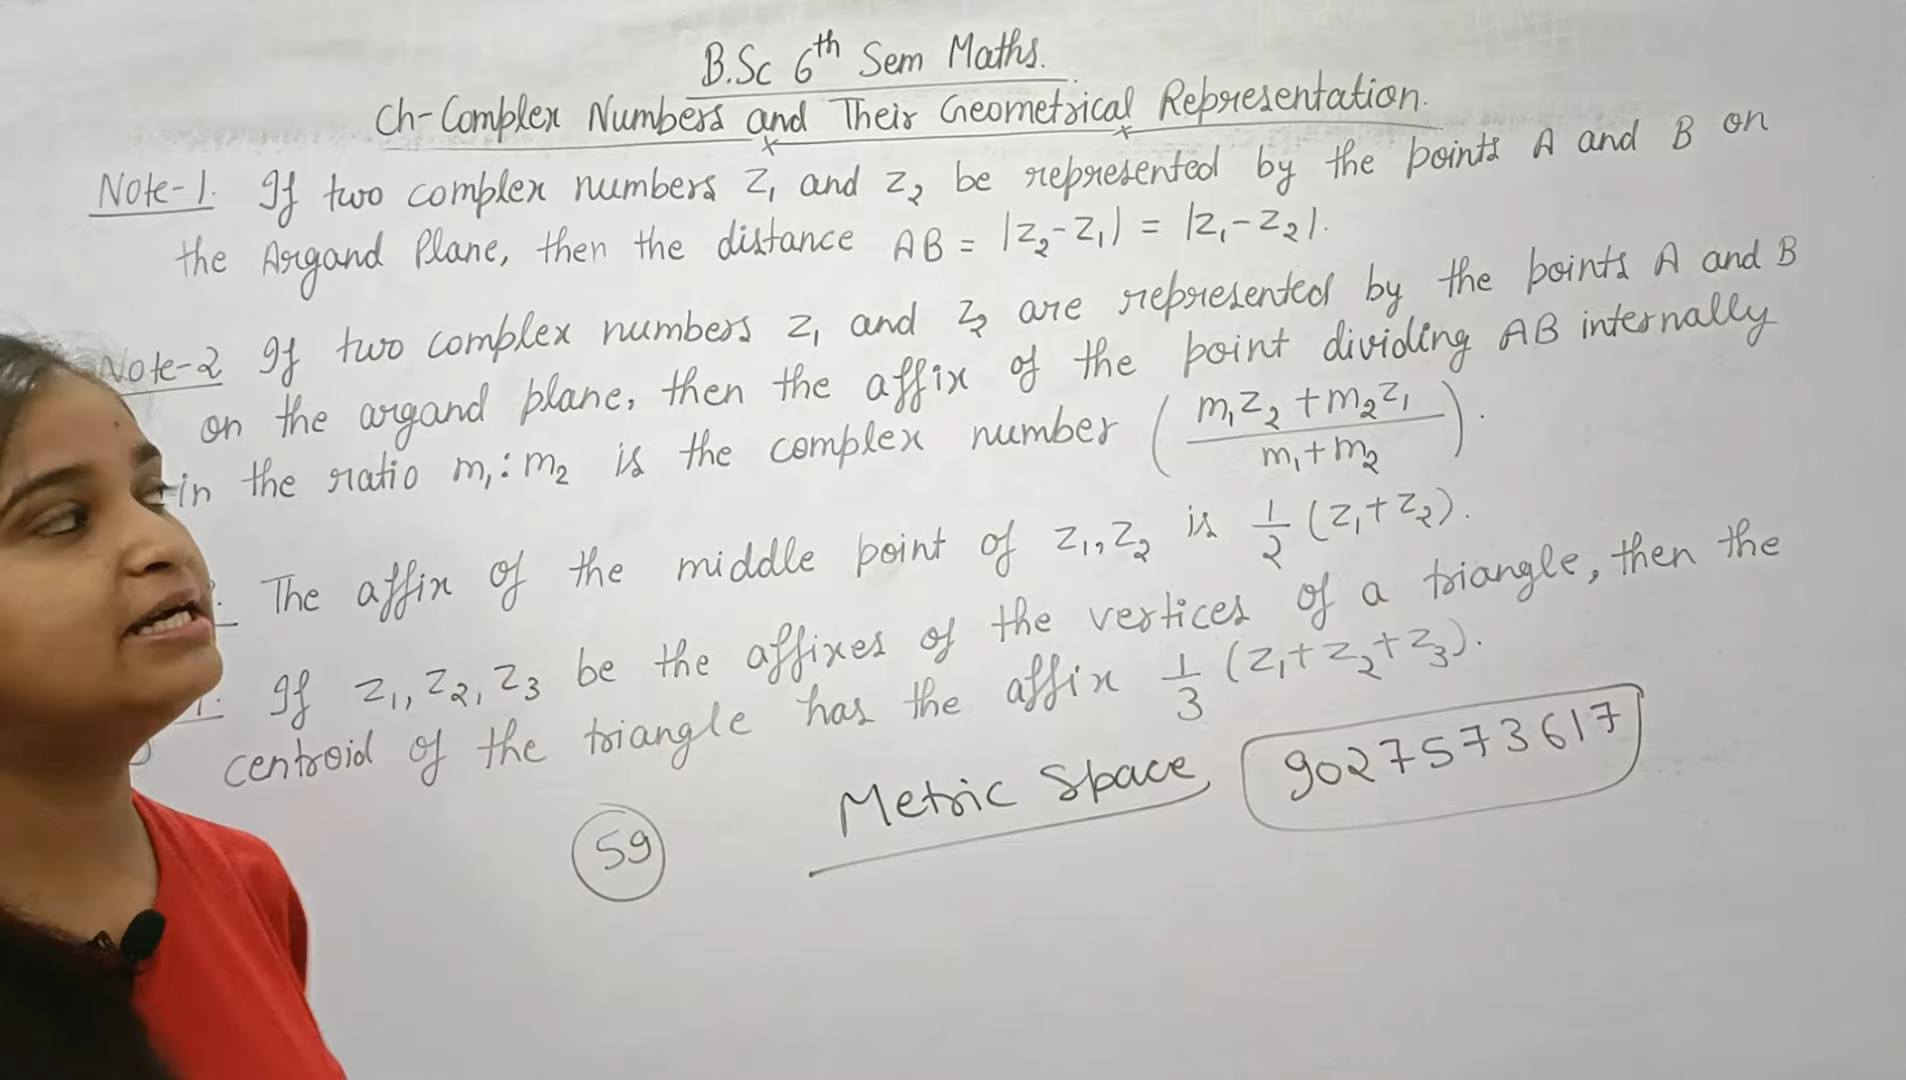 B.Sc 6th Sem Maths.
Ch-Complex Numbers and Their Geometrical Representation.
Note-1. If two complex numbers z₁ and z₂ be represented by the points A and B on
the Argand Plane, then the distance AB = |z₂-z₁| = |z₁-z₂|.
Note-2 If two complex numbers z₁ and z₂ are represented by the points A and B
on the argand plane, then the affix of the point dividing AB internally
in the ratio m₁:m₂ is the complex number ((m₁z₂+m₂z₁)/(m₁+m₂)).
The affix of the middle point of z₁,z₂ is 1/2 (z₁+z₂).
If z₁, z₂, z₃ be the affixes of the vertices of a triangle, then the
centroid of the triangle has the affix 1/3 (z₁+z₂+z₃).
Metric Space 9027573617
59